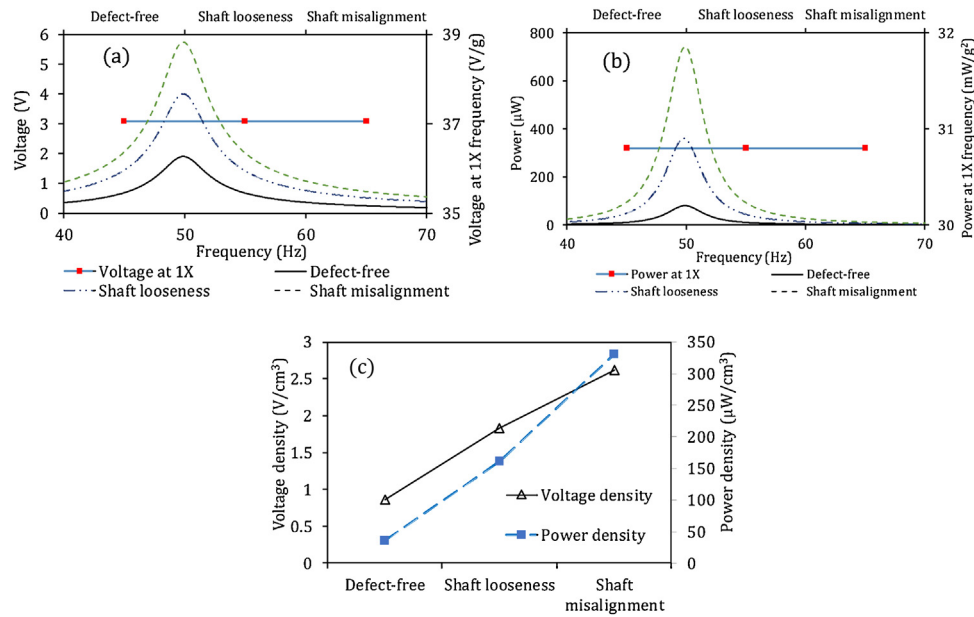 Defect-free Shaft looseness Shaft misalignment
(a)
Voltage (V)
6
5
4
3
2
1
0
39
37
35
Voltage at 1X frequency (V/g)
40 50 60 70
Frequency (Hz)
Voltage at 1X Defect-free
Shaft looseness Shaft misalignment
Defect-free Shaft looseness Shaft misalignment
(b)
Power (μW)
800
600
400
200
0
32
31
30
Power at 1X frequency (mW/g²)
40 50 60 70
Frequency (Hz)
Power at 1X Defect-free
Shaft looseness Shaft misalignment
(c)
Voltage density (V/cm³)
3
2.5
2
1.5
1
0.5
0
350
300
250
200
150
100
50
0
Power density (μW/cm³)
Voltage density
Power density
Defect-free Shaft looseness Shaft
misalignment